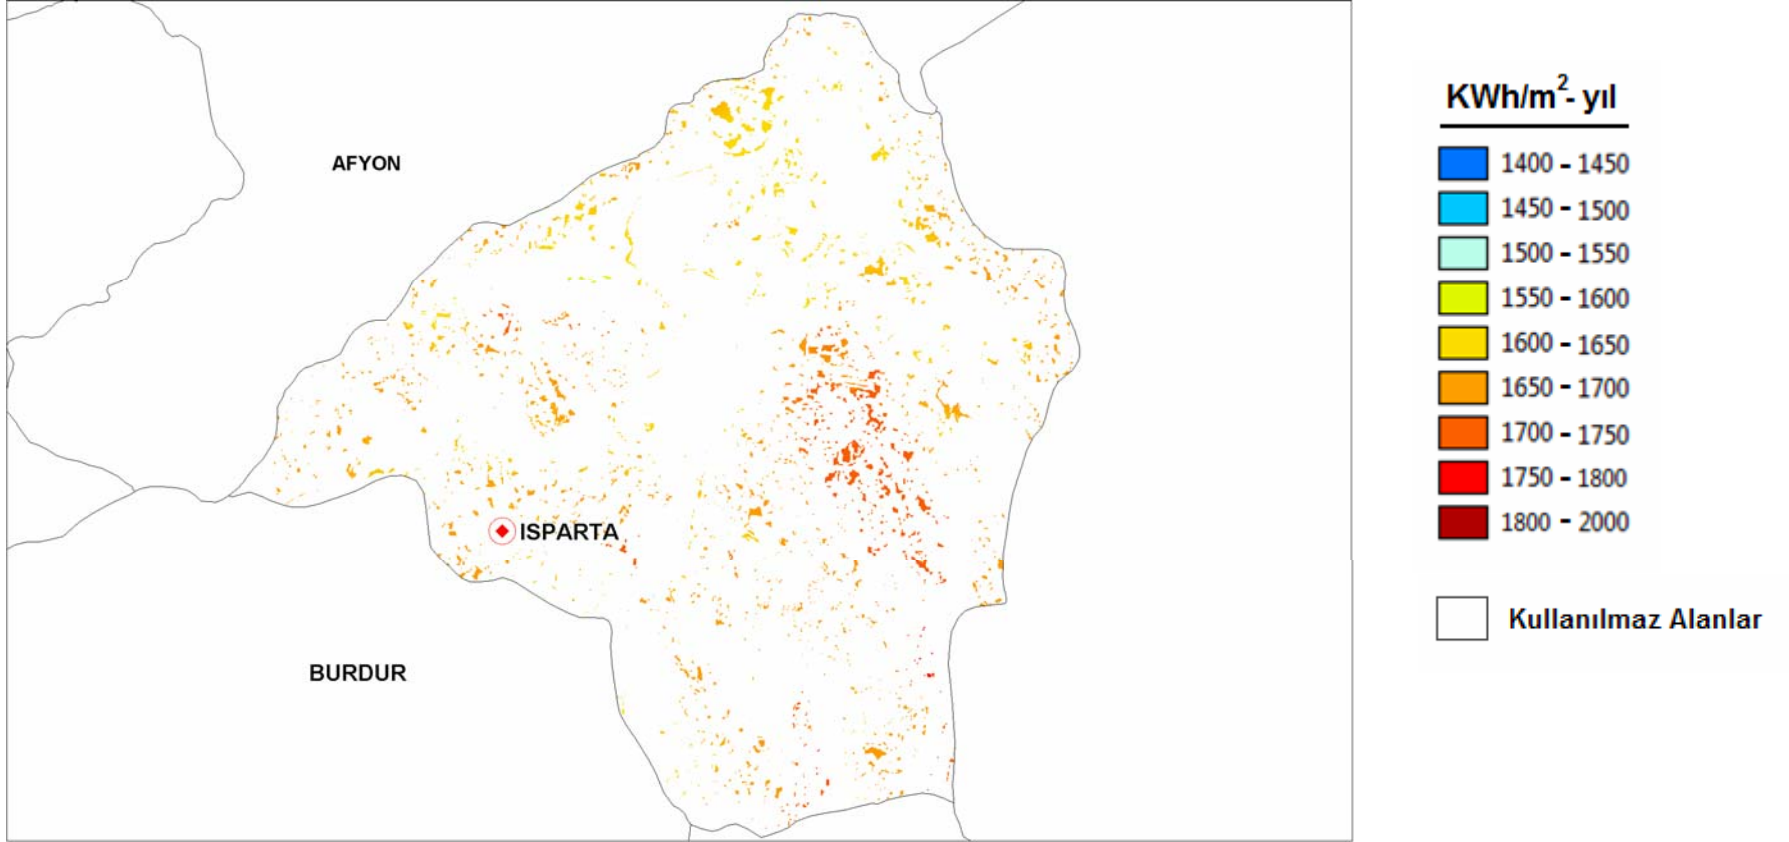 AFYON
ISPARTA
BURDUR
KWh/m²- yıl
1400 - 1450
1450 - 1500
1500 - 1550
1550 - 1600
1600 - 1650
1650 - 1700
1700 - 1750
1750 - 1800
1800 - 2000
Kullanılmaz Alanlar